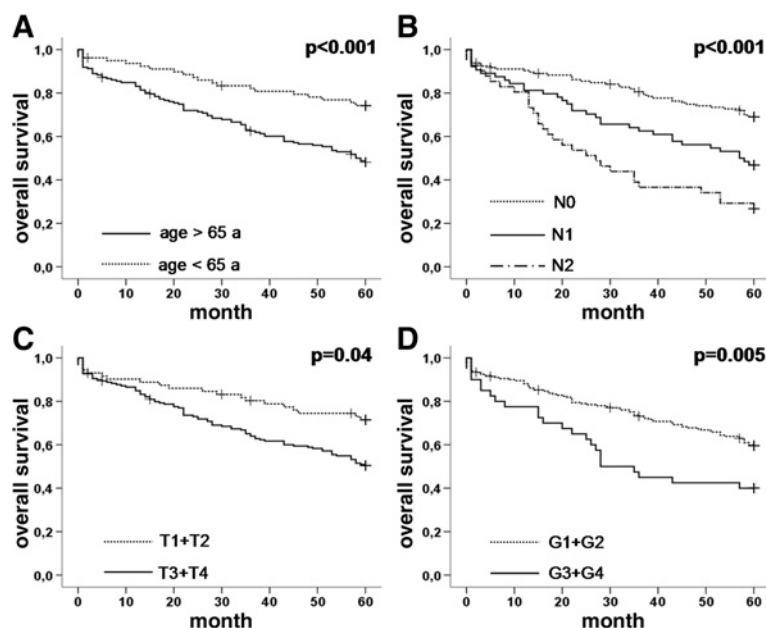 A
p<0.001
overall survival
1,0
0,8
0,6
0,4
0,2
0,0
age > 65 a
age < 65 a
0 10 20 30 40 50 60
month
B
p<0.001
overall survival
1,0
0,8
0,6
0,4
0,2
0,0
N0
N1
N2
0 10 20 30 40 50 60
month
C
p=0.04
overall survival
1,0
0,8
0,6
0,4
0,2
0,0
T1+T2
T3+T4
0 10 20 30 40 50 60
month
D
p=0.005
overall survival
1,0
0,8
0,6
0,4
0,2
0,0
G1+G2
G3+G4
0 10 20 30 40 50 60
month